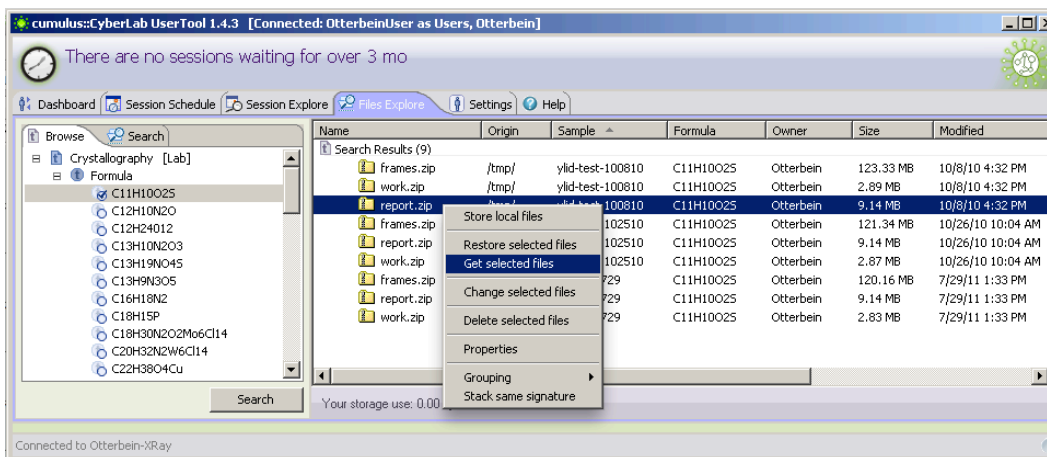 cumulus::CyberLab UserTool 1.4.3 [Connected: OtterbeinUser as Users, Otterbein]
There are no sessions waiting for over 3 mo
Dashboard Session Schedule Session Explore Files Explore Settings Help
Browse Search
Crystallography [Lab]
Formula
C11H10O2S
C12H10N2O
C12H24O12
C13H10N2O3
C13H19NO4S
C13H9N3O5
C16H18N2
C18H15P
C18H30N2O2Mo6Cl14
C20H32N2W6Cl14
C22H38O4Cu
Search
Name Origin Sample Formula Owner Size Modified
Search Results (9)
frames.zip /tmp/ ylid-test-100810 C11H10O2S Otterbein 123.33 MB 10/8/10 4:32 PM
work.zip /tmp/ ylid-test-100810 C11H10O2S Otterbein 2.89 MB 10/8/10 4:32 PM
report.zip /tmp/ ylid-test-100810 C11H10O2S Otterbein 9.14 MB 10/8/10 4:32 PM
frames.zip 102510 C11H10O2S Otterbein 121.34 MB 10/26/10 10:04 AM
report.zip 102510 C11H10O2S Otterbein 9.14 MB 10/26/10 10:04 AM
work.zip 102510 C11H10O2S Otterbein 2.87 MB 10/26/10 10:04 AM
frames.zip 729 C11H10O2S Otterbein 120.16 MB 7/29/11 1:33 PM
report.zip 729 C11H10O2S Otterbein 9.14 MB 7/29/11 1:33 PM
work.zip 729 C11H10O2S Otterbein 2.83 MB 7/29/11 1:33 PM
Store local files
Restore selected files
Get selected files
Change selected files
Delete selected files
Properties
Grouping
Stack same signature
Your storage use: 0.00
Connected to Otterbein-XRay